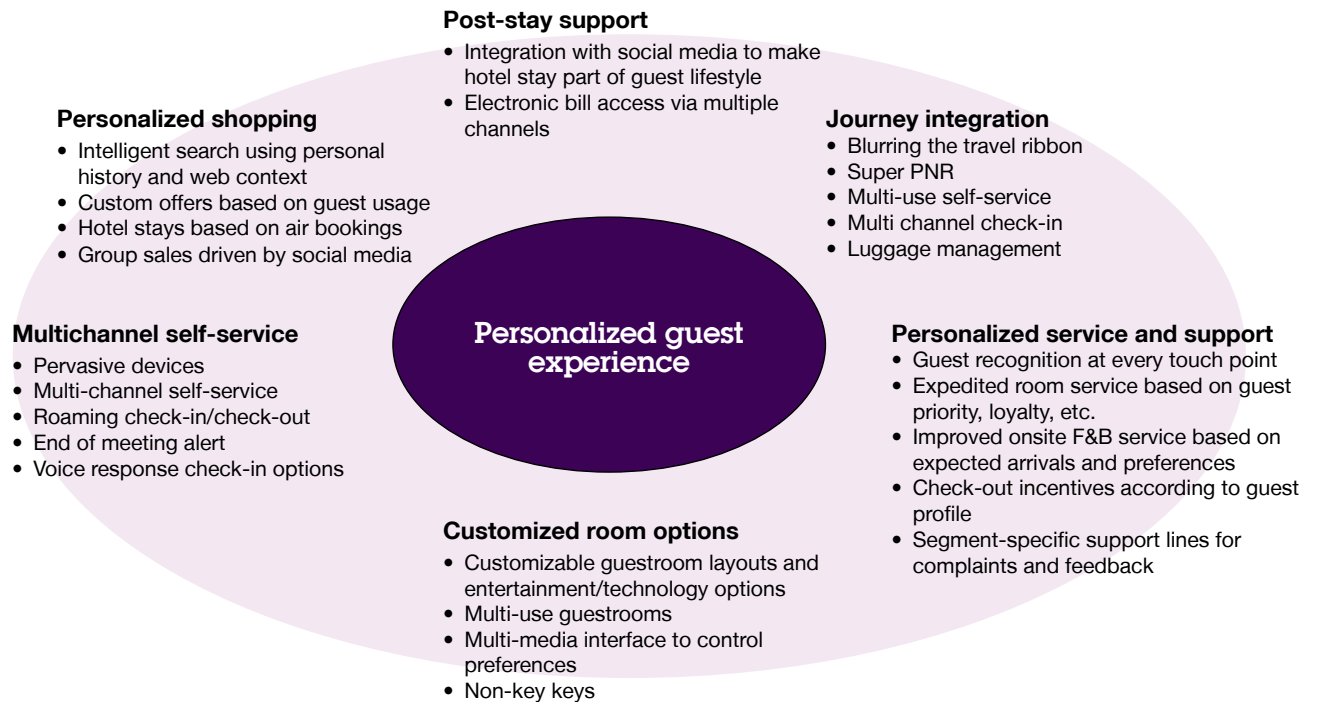 Post-stay support
• Integration with social media to make
hotel stay part of guest lifestyle
• Electronic bill access via multiple
channels
Personalized shopping
• Intelligent search using personal
history and web context
• Custom offers based on guest usage
• Hotel stays based on air bookings
• Group sales driven by social media
Journey integration
• Blurring the travel ribbon
• Super PNR
• Multi-use self-service
• Multi channel check-in
• Luggage management
Personalized guest
experience
Multichannel self-service
• Pervasive devices
• Multi-channel self-service
• Roaming check-in/check-out
• End of meeting alert
• Voice response check-in options
Personalized service and support
• Guest recognition at every touch point
• Expedited room service based on guest
priority, loyalty, etc.
• Improved onsite F&B service based on
expected arrivals and preferences
• Check-out incentives according to guest
profile
• Segment-specific support lines for
complaints and feedback
Customized room options
• Customizable guestroom layouts and
entertainment/technology options
• Multi-use guestrooms
• Multi-media interface to control
preferences
• Non-key keys